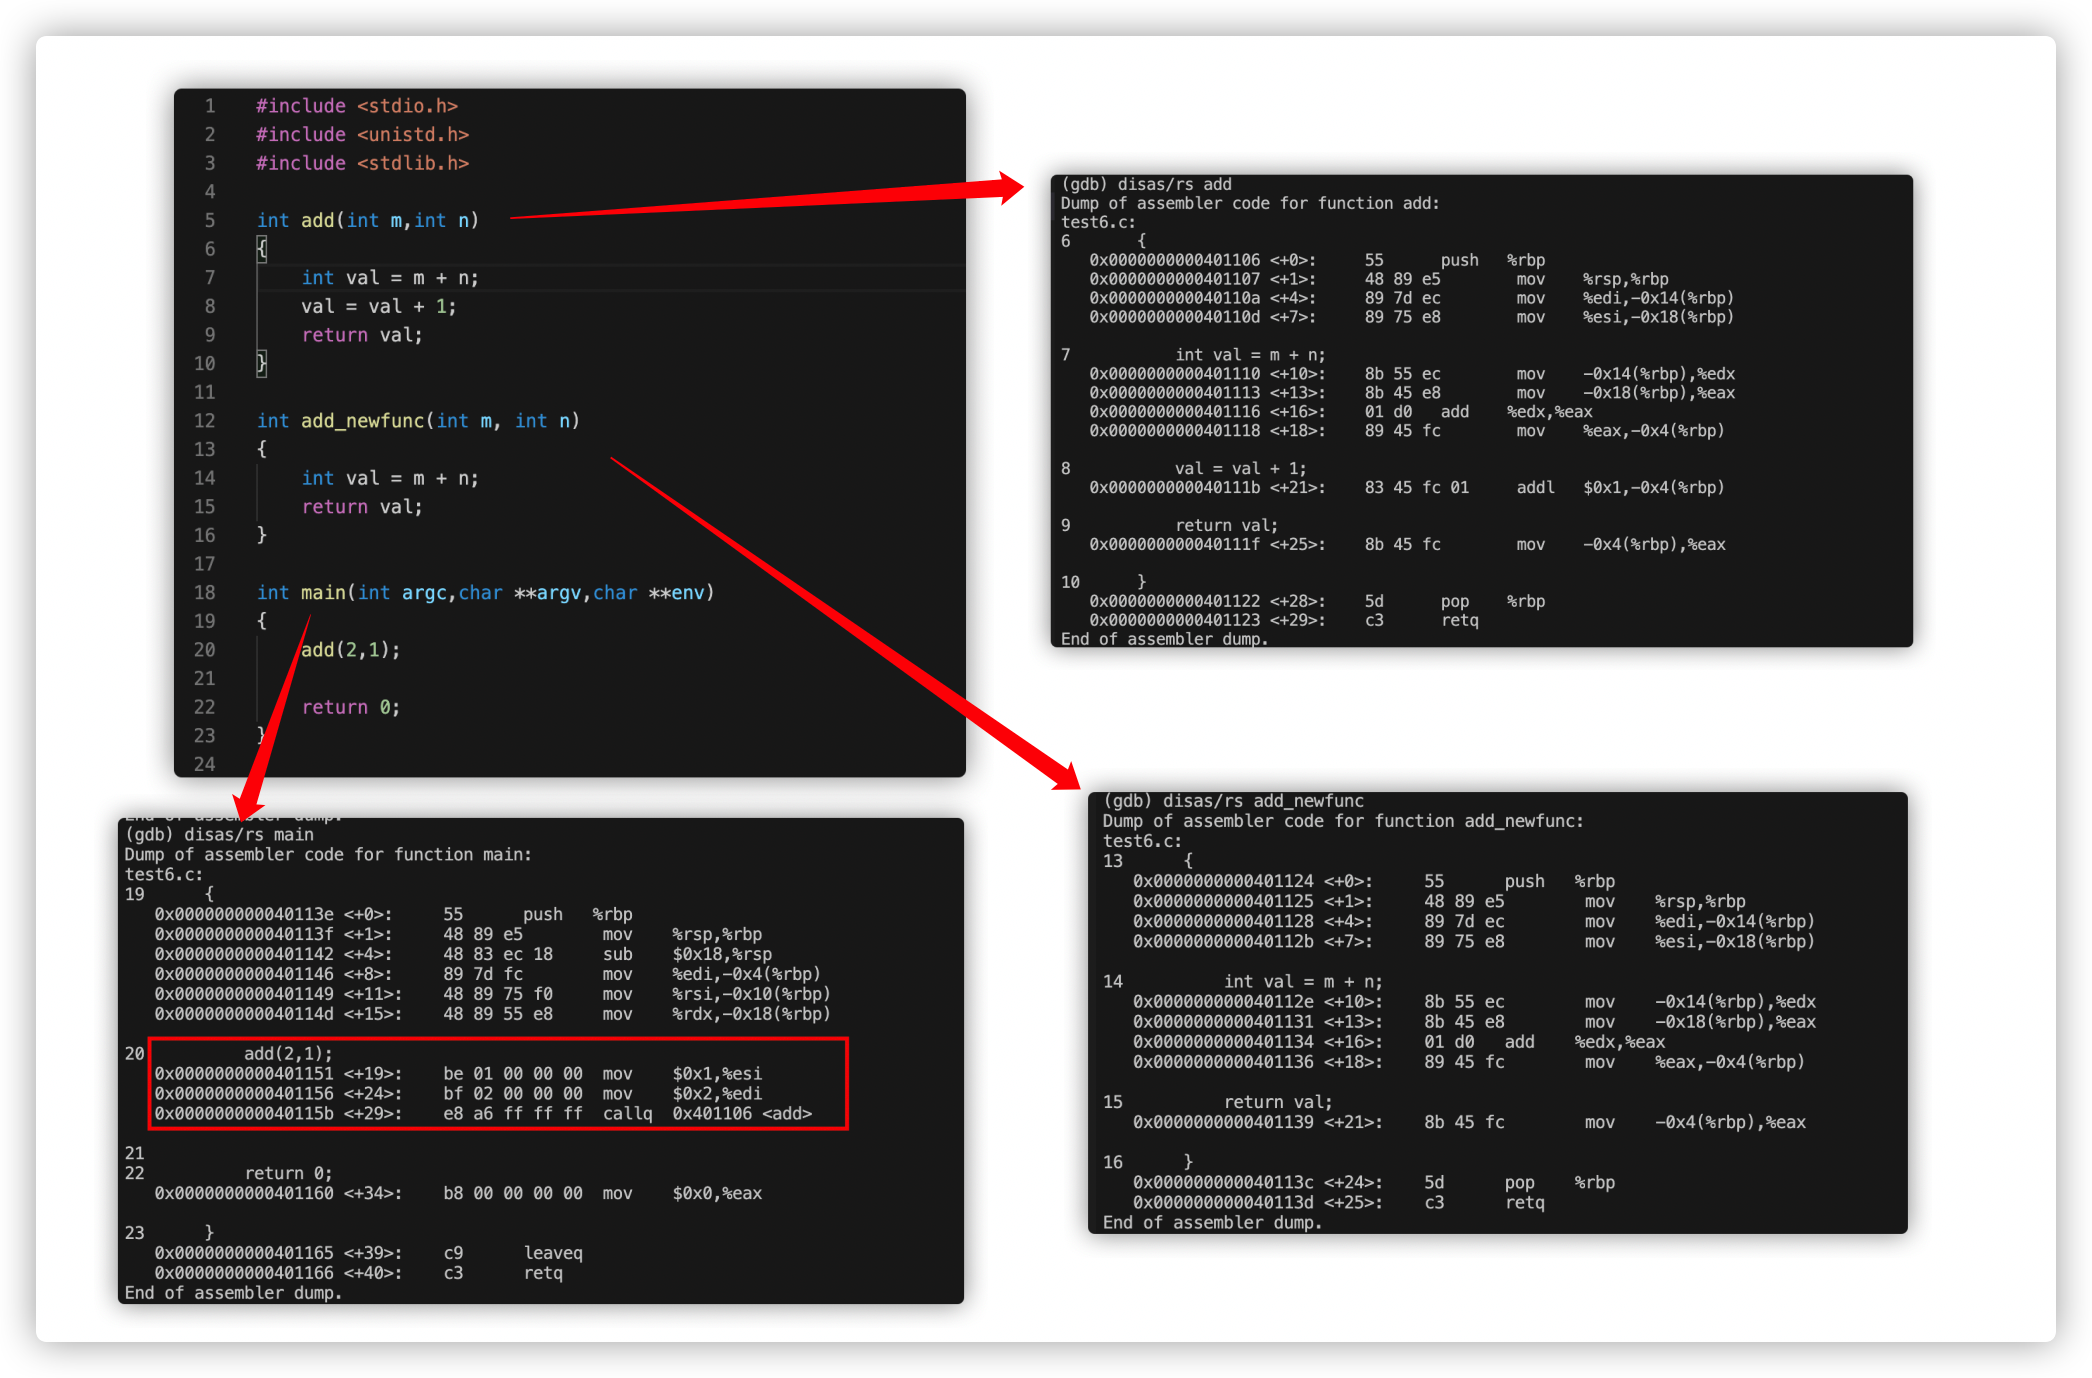 1 #include <stdio.h>
2 #include <unistd.h>
3 #include <stdlib.h>
4
5 int add(int m,int n)
6 {
7 int val = m + n;
8 val = val + 1;
9 return val;
10 }
11
12 int add_newfunc(int m, int n)
13 {
14 int val = m + n;
15 return val;
16 }
17
18 int main(int argc,char **argv,char **env)
19 {
20 add(2,1);
21
22 return 0;
23 }
24
(gdb) disas/rs add
Dump of assembler code for function add:
test6.c:
6 {
0x0000000000401106 <+0>: 55 push %rbp
0x0000000000401107 <+1>: 48 89 e5 mov %rsp,%rbp
0x000000000040110a <+4>: 89 7d ec mov %edi,-0x14(%rbp)
0x000000000040110d <+7>: 89 75 e8 mov %esi,-0x18(%rbp)
7 int val = m + n;
0x0000000000401110 <+10>: 8b 55 ec mov -0x14(%rbp),%edx
0x0000000000401113 <+13>: 8b 45 e8 mov -0x18(%rbp),%eax
0x0000000000401116 <+16>: 01 d0 add %edx,%eax
0x0000000000401118 <+18>: 89 45 fc mov %eax,-0x4(%rbp)
8 val = val + 1;
0x000000000040111b <+21>: 83 45 fc 01 addl $0x1,-0x4(%rbp)
9 return val;
0x000000000040111f <+25>: 8b 45 fc mov -0x4(%rbp),%eax
10 }
0x0000000000401122 <+28>: 5d pop %rbp
0x0000000000401123 <+29>: c3 retq
End of assembler dump.
End of assembler dump.
(gdb) disas/rs main
Dump of assembler code for function main:
test6.c:
19 {
0x000000000040113e <+0>: 55 push %rbp
0x000000000040113f <+1>: 48 89 e5 mov %rsp,%rbp
0x0000000000401142 <+4>: 48 83 ec 18 sub $0x18,%rsp
0x0000000000401146 <+8>: 89 7d fc mov %edi,-0x4(%rbp)
0x0000000000401149 <+11>: 48 89 75 f0 mov %rsi,-0x10(%rbp)
0x000000000040114d <+15>: 48 89 55 e8 mov %rdx,-0x18(%rbp)
20 add(2,1);
0x0000000000401151 <+19>: be 01 00 00 00 mov $0x1,%esi
0x0000000000401156 <+24>: bf 02 00 00 00 mov $0x2,%edi
0x000000000040115b <+29>: e8 a6 ff ff ff callq 0x401106 <add>
21
22 return 0;
0x0000000000401160 <+34>: b8 00 00 00 00 mov $0x0,%eax
23 }
0x0000000000401165 <+39>: c9 leaveq
0x0000000000401166 <+40>: c3 retq
End of assembler dump.
(gdb) disas/rs add_newfunc
Dump of assembler code for function add_newfunc:
test6.c:
13 {
0x0000000000401124 <+0>: 55 push %rbp
0x0000000000401125 <+1>: 48 89 e5 mov %rsp,%rbp
0x0000000000401128 <+4>: 89 7d ec mov %edi,-0x14(%rbp)
0x000000000040112b <+7>: 89 75 e8 mov %esi,-0x18(%rbp)
14 int val = m + n;
0x000000000040112e <+10>: 8b 55 ec mov -0x14(%rbp),%edx
0x0000000000401131 <+13>: 8b 45 e8 mov -0x18(%rbp),%eax
0x0000000000401134 <+16>: 01 d0 add %edx,%eax
0x0000000000401136 <+18>: 89 45 fc mov %eax,-0x4(%rbp)
15 return val;
0x0000000000401139 <+21>: 8b 45 fc mov -0x4(%rbp),%eax
16 }
0x000000000040113c <+24>: 5d pop %rbp
0x000000000040113d <+25>: c3 retq
End of assembler dump.